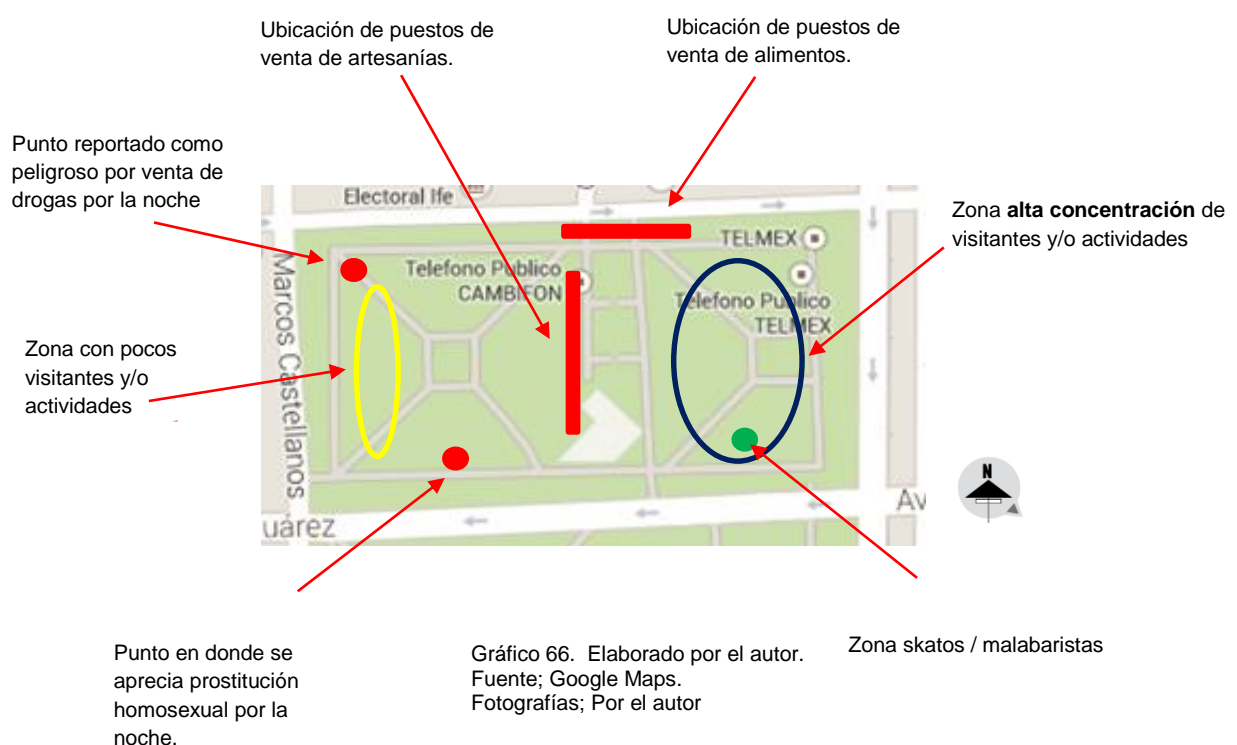 Ubicación de puestos de
venta de artesanías.
Ubicación de puestos de
venta de alimentos.
Punto reportado como
peligroso por venta de
drogas por la noche
Zona alta concentración de
visitantes y/o actividades
Zona con pocos
visitantes y/o
actividades
Electoral Ife
TELMEX
Telefono Publico
CAMBIFON
Telefono Publico
TELMEX
Marcos Castellanos
uárez
Av
N
Punto en donde se
aprecia prostitución
homosexual por la
noche.
Gráfico 66. Elaborado por el autor.
Fuente; Google Maps.
Fotografías; Por el autor
Zona skatos / malabaristas